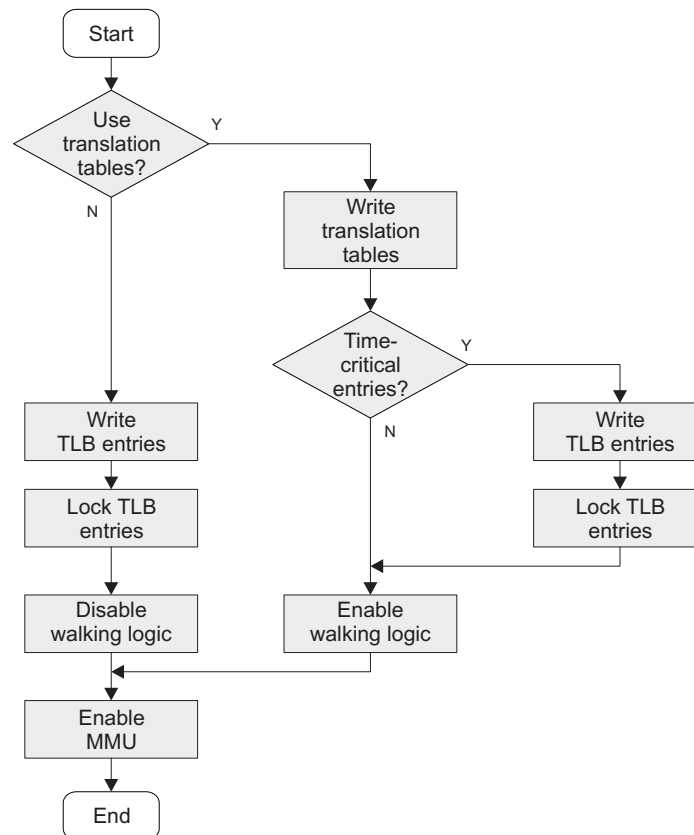 Start
Use
translation
tables?
Y
N
Write
translation
tables
Time-
critical
entries?
Y
N
Write
TLB entries
Write
TLB entries
Lock TLB
entries
Lock TLB
entries
Disable
walking logic
Enable
walking logic
Enable
MMU
End